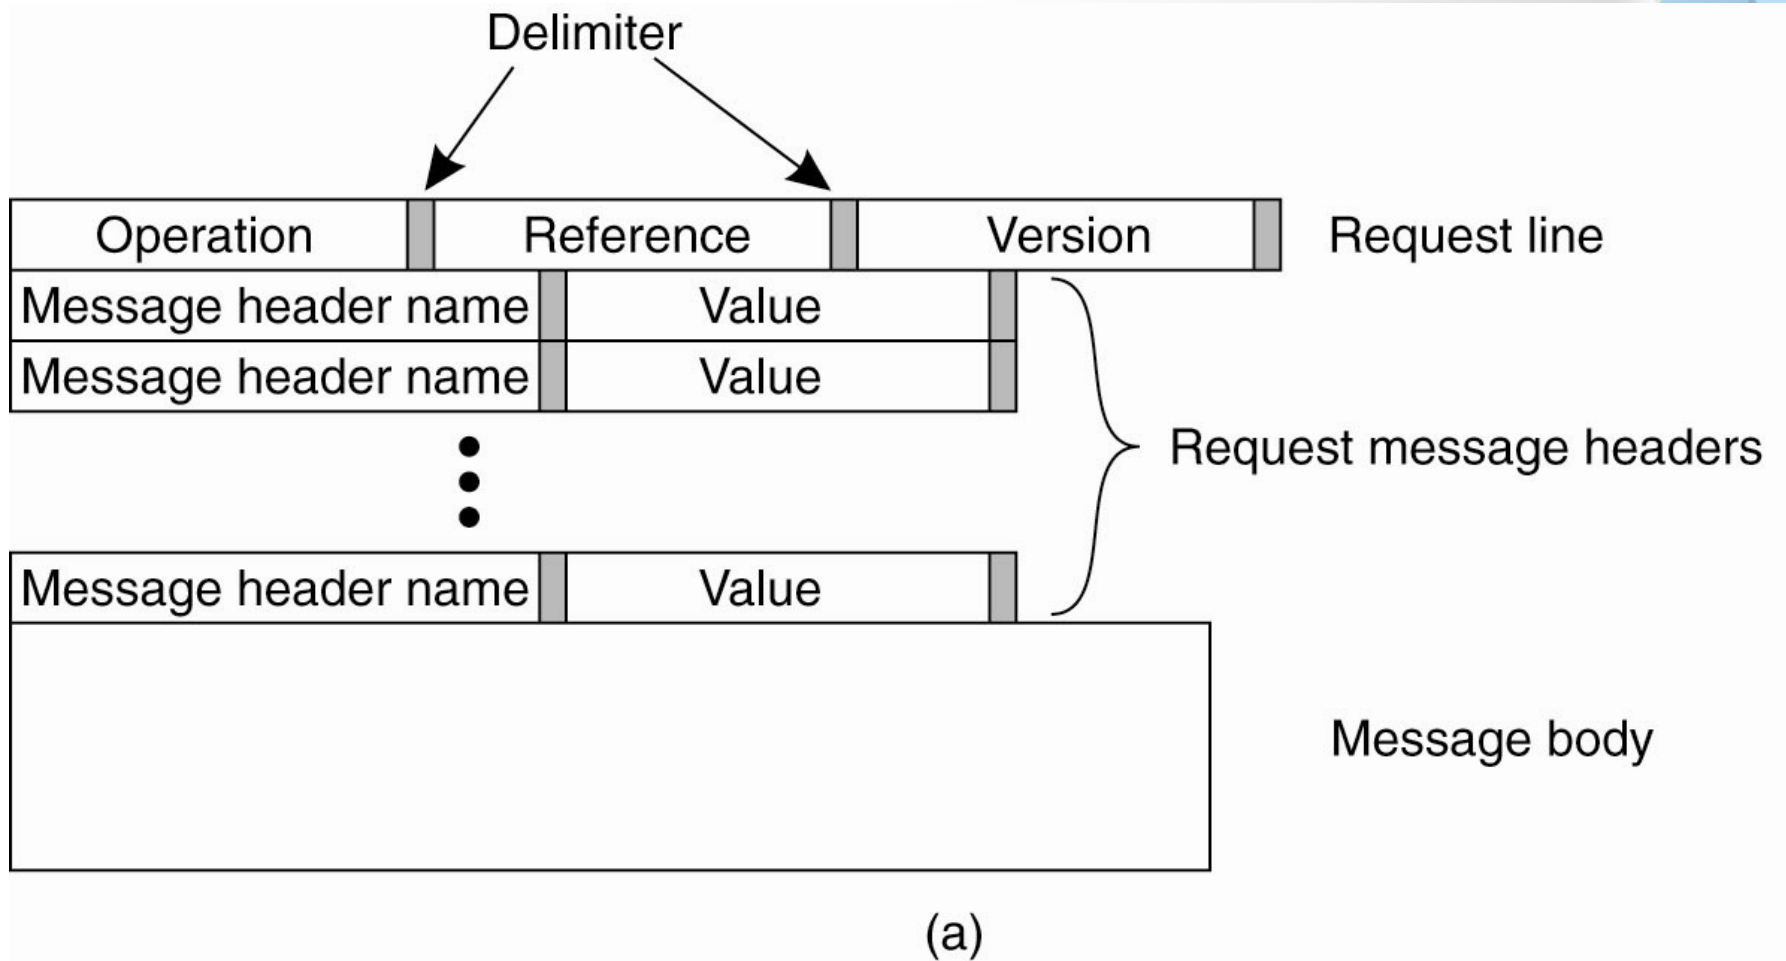 Delimiter
Operation Reference Version Request line
Message header name Value
Message header name Value
Request message headers
Message header name Value
Message body
(a)